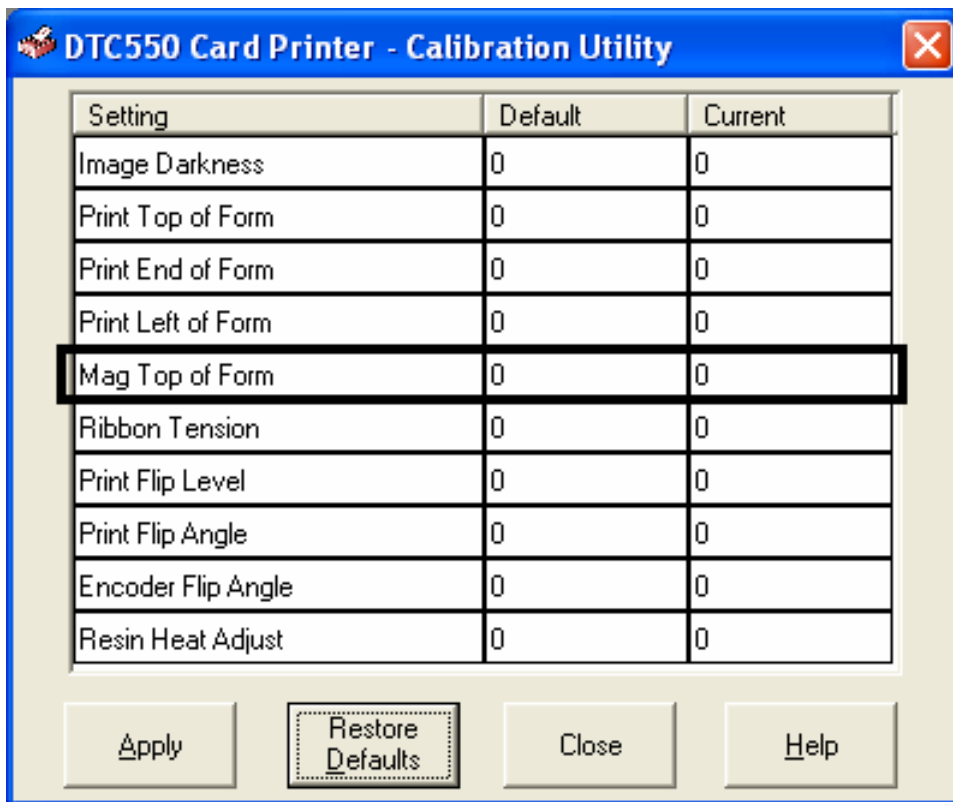 DTC550 Card Printer - Calibration Utility
Setting Default Current
Image Darkness 0 0
Print Top of Form 0 0
Print End of Form 0 0
Print Left of Form 0 0
Mag Top of Form 0 0
Ribbon Tension 0 0
Print Flip Level 0 0
Print Flip Angle 0 0
Encoder Flip Angle 0 0
Resin Heat Adjust 0 0
Apply Restore Defaults Close Help